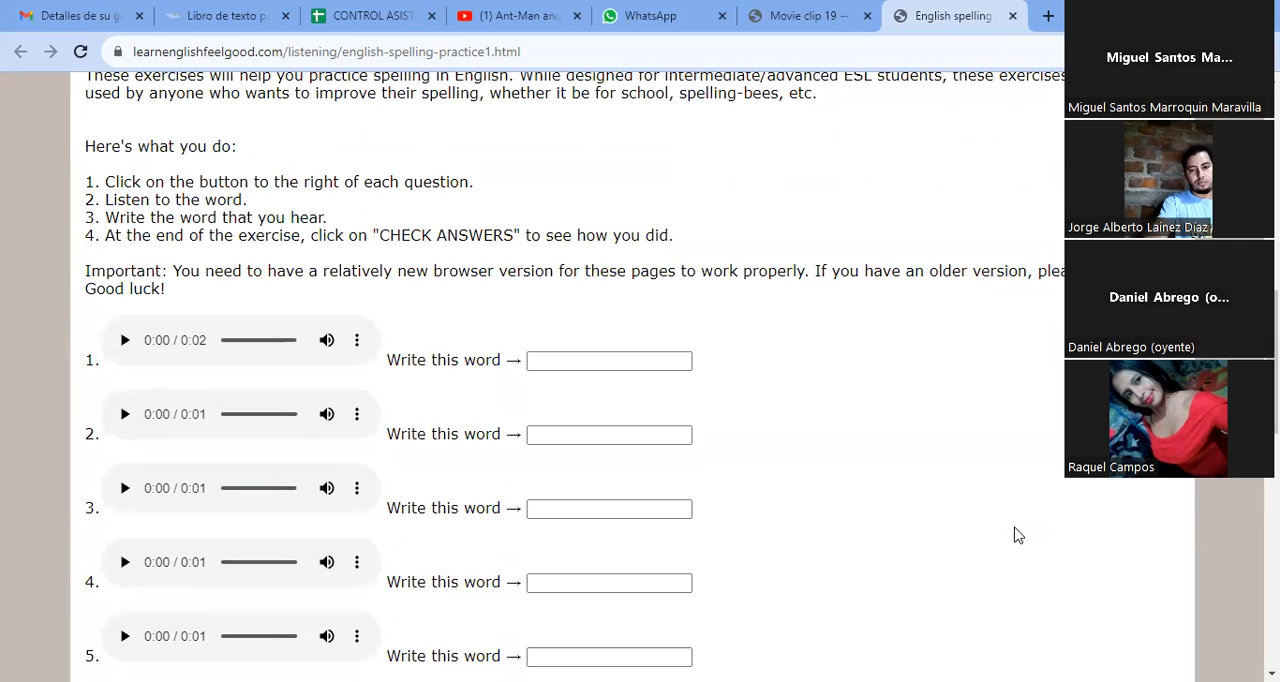 Detalles de su g
Libro de texto p
CONTROL ASIST
(1) Ant-Man and
WhatsApp
Movie clip 19 —
English spelling
learnenglishfeelgood.com/listening/english-spelling-practice1.html
These exercises will help you practice spelling in English. While designed for intermediate/advanced ESL students, these exercises
used by anyone who wants to improve their spelling, whether it be for school, spelling-bees, etc.
Here's what you do:
1. Click on the button to the right of each question.
2. Listen to the word.
3. Write the word that you hear.
4. At the end of the exercise, click on "CHECK ANSWERS" to see how you did.
Important: You need to have a relatively new browser version for these pages to work properly. If you have an older version, plea
Good luck!
1. 0:00 / 0:02 Write this word →
2. 0:00 / 0:01 Write this word →
3. 0:00 / 0:01 Write this word →
4. 0:00 / 0:01 Write this word →
5. 0:00 / 0:01 Write this word →
Miguel Santos Ma...
Miguel Santos Marroquin Maravilla
Jorge Alberto Lainez Díaz
Daniel Abrego (o...
Daniel Abrego (oyente)
Raquel Campos